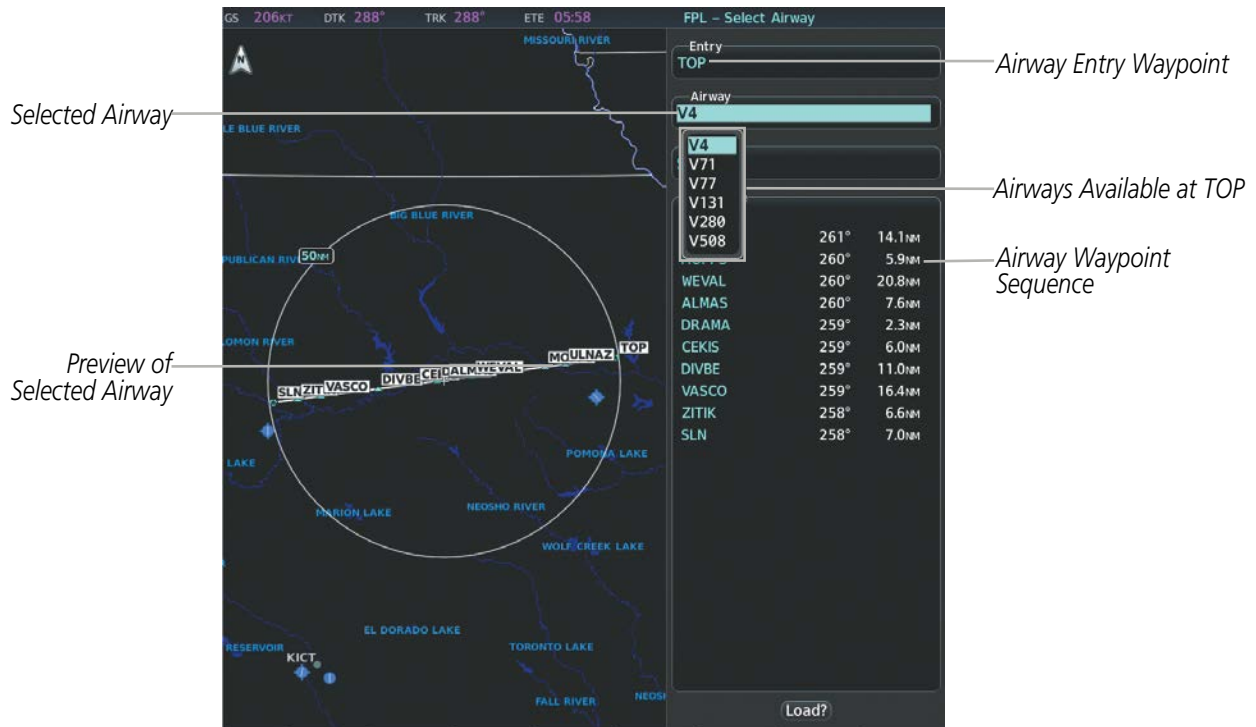 GS 206KT DTK 288° TRK 288° ETE 05:58
FPL – Select Airway
MISSOURI RIVER
N
Entry
TOP
Airway Entry Waypoint
Airway
V4
Selected Airway
LE BLUE RIVER
V4
V71
V77
V131
V280
V508
Airways Available at TOP
BIG BLUE RIVER
261° 14.1NM
PUBLICAN RIV
50NM
260° 5.9NM
Airway Waypoint
Sequence
WEVAL 260° 20.8NM
ALMAS 260° 7.6NM
DRAMA 259° 2.3NM
CEKIS 259° 6.0NM
DIVBE 259° 11.0NM
VASCO 259° 16.4NM
ZITIK 258° 6.6NM
SLN 258° 7.0NM
OMON RIVER
Preview of
Selected Airway
SLN ZIT VASCO DIVBE CE DALM WEVAL MO ULNAZ TOP
LAKE
POMONA LAKE
MARION LAKE
NEOSHO RIVER
WOLF CREEK LAKE
EL DORADO LAKE
RESERVOIR
TORONTO LAKE
KICT
FALL RIVER
NEOS
Load?